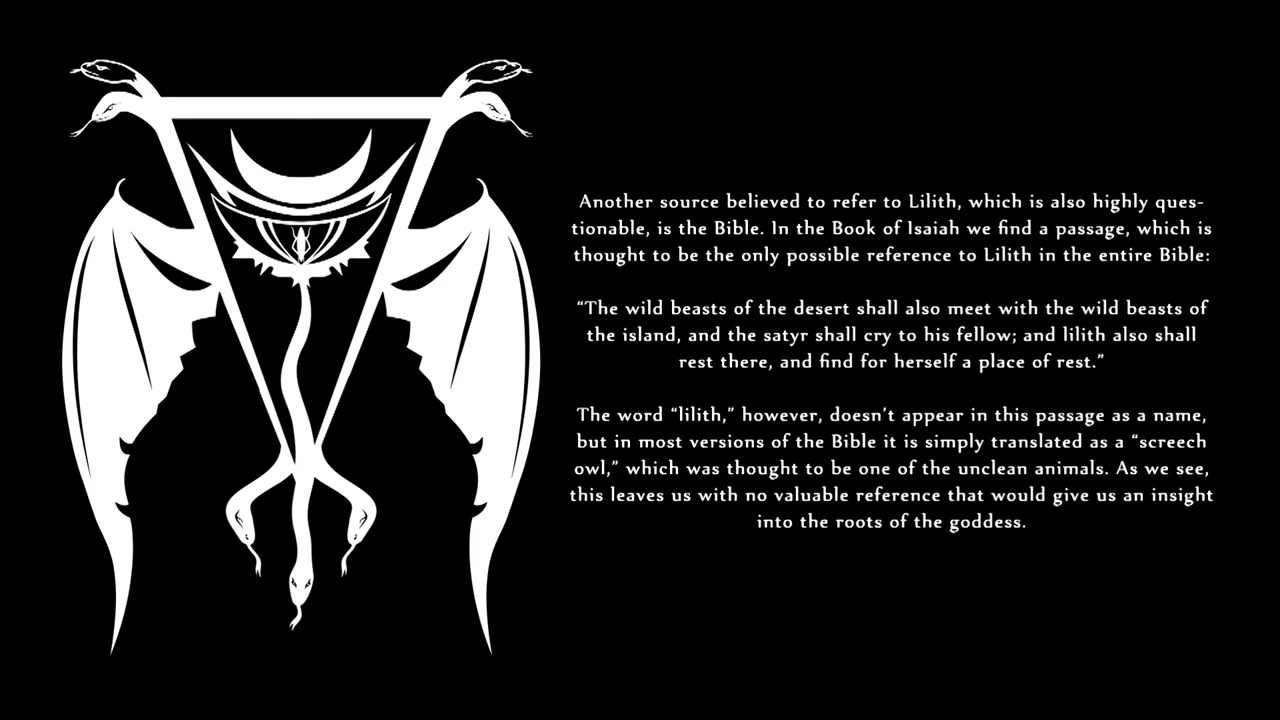 Another source believed to refer to Lilith, which is also highly ques-
tionable, is the Bible. In the Book of Isaiah we find a passage, which is
thought to be the only possible reference to Lilith in the entire Bible:
“The wild beasts of the desert shall also meet with the wild beasts of
the island, and the satyr shall cry to his fellow; and lilith also shall
rest there, and find for herself a place of rest.”
The word “lilith,” however, doesn’t appear in this passage as a name,
but in most versions of the Bible it is simply translated as a “screech
owl,” which was thought to be one of the unclean animals. As we see,
this leaves us with no valuable reference that would give us an insight
into the roots of the goddess.